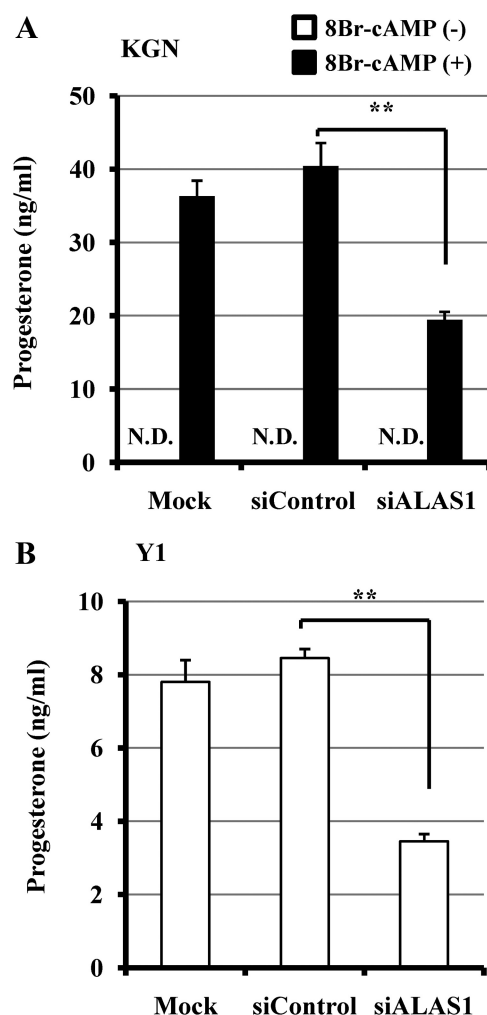 A
KGN
8Br-cAMP (-)
8Br-cAMP (+)
Progesterone (ng/ml)
50
40
30
20
10
0
**
N.D.
N.D.
N.D.
Mock
siControl
siALAS1
B
Y1
Progesterone (ng/ml)
10
8
6
4
2
0
**
Mock
siControl
siALAS1